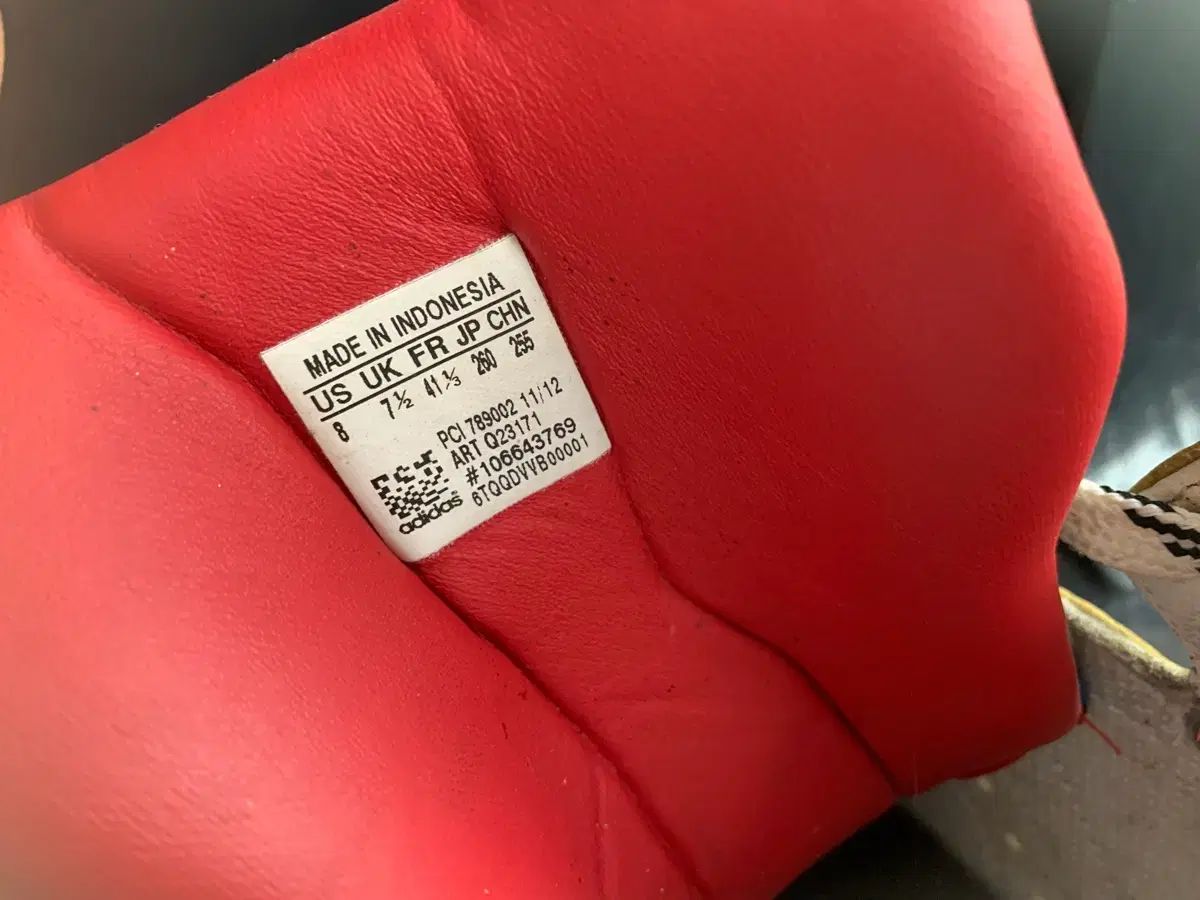 MADE IN INDONESIA
US UK FR JP CHN
8 7½ 41⅓ 260 255
PCI 789002 11/12
ART Q23171
#106643769
6TQQDVVB00001
adidas